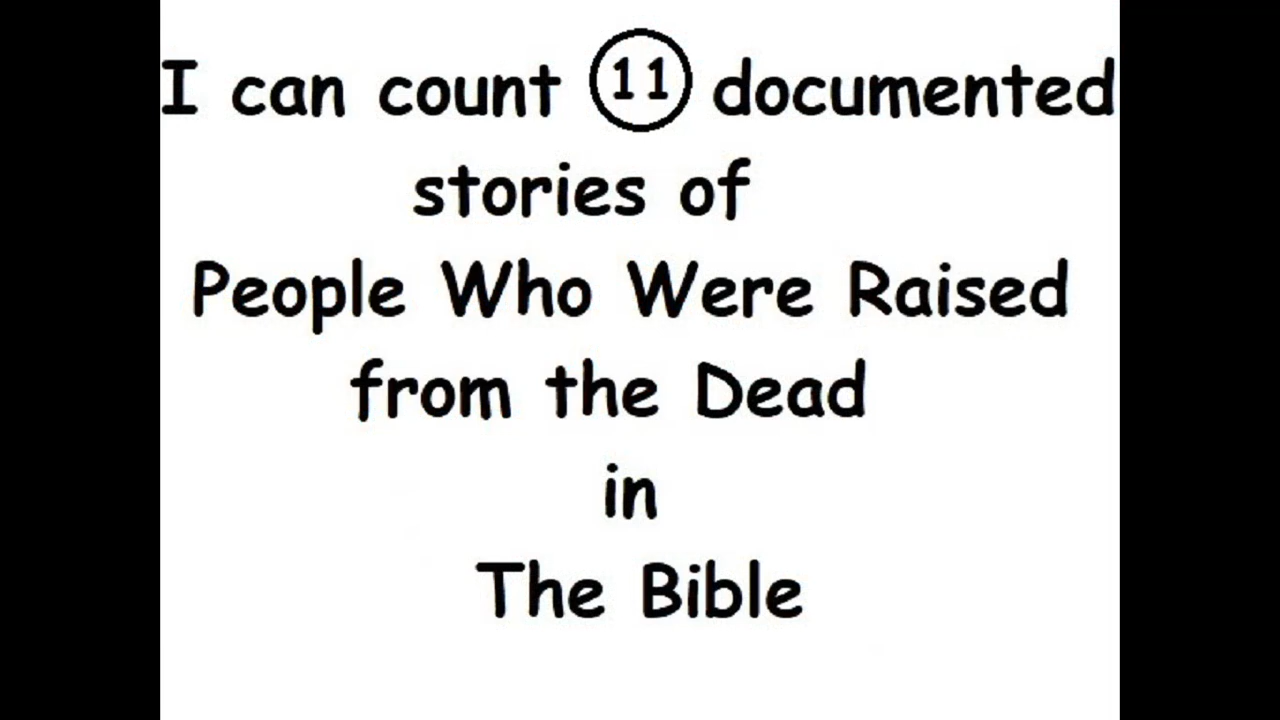 I can count 11 documented
stories of
People Who Were Raised
from the Dead
in
The Bible